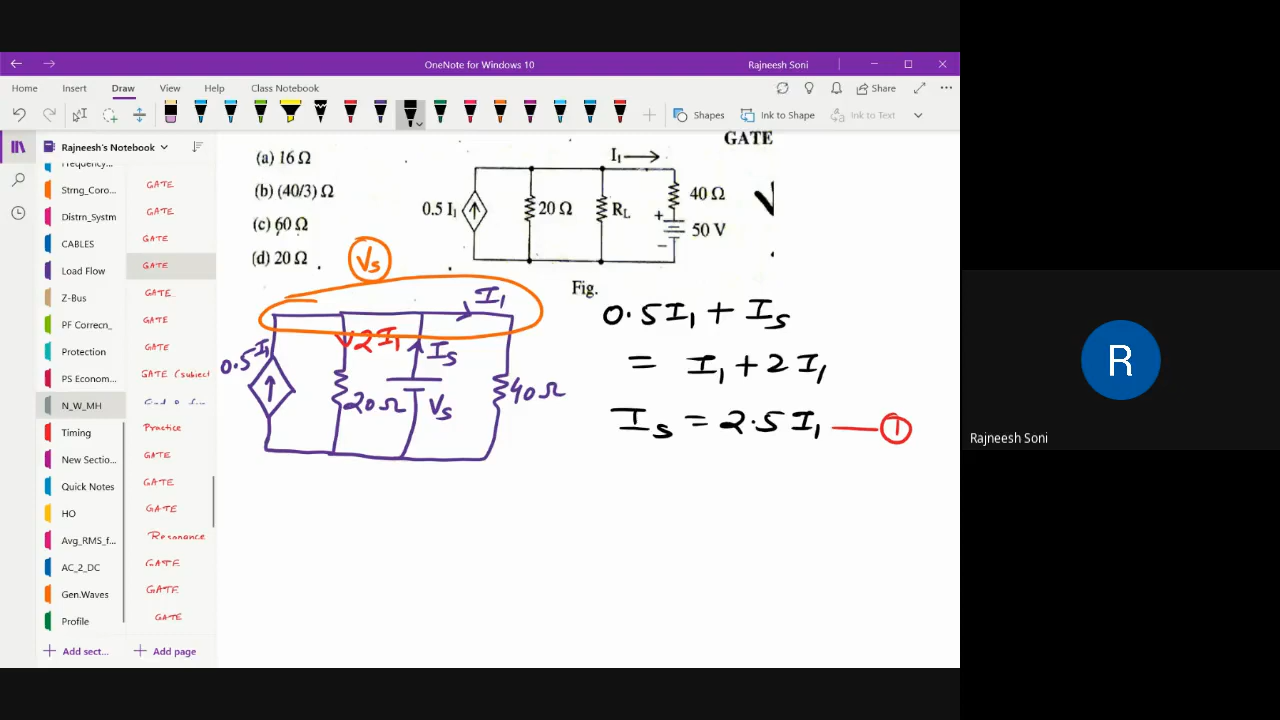 OneNote for Windows 10
Rajneesh Soni
Home Insert Draw View Help Class Notebook
Share
Shapes
Ink to Shape
Ink to Text
Rajneesh's Notebook
Frequency...
Strng_Coro...
Distrn_Systm
CABLES
Load Flow
Z-Bus
PF Correcn_
Protection
PS Econom...
N_W_MH
Timing
New Sectio...
Quick Notes
HO
Avg_RMS_f...
AC_2_DC
Gen.Waves
Profile
Add sect...
Add page
GATE
GATE
GATE
GATE
GATE
GATE
GATE
GATE (subject
Practice
GATE
GATE
GATE
Resonance
GATE
GATE
GATE
GATE
(a) 16 Ω
(b) (40/3) Ω
(c) 60 Ω
(d) 20 Ω
I1
0.5 I1
20 Ω
RL
40 Ω
+
50 V
−
Fig.
Vs
I1
0.5I1
2I1
Is
20Ω
Vs
40Ω
0.5I1 + Is
= I1 + 2I1
Is = 2.5I1 — 1
R
Rajneesh Soni